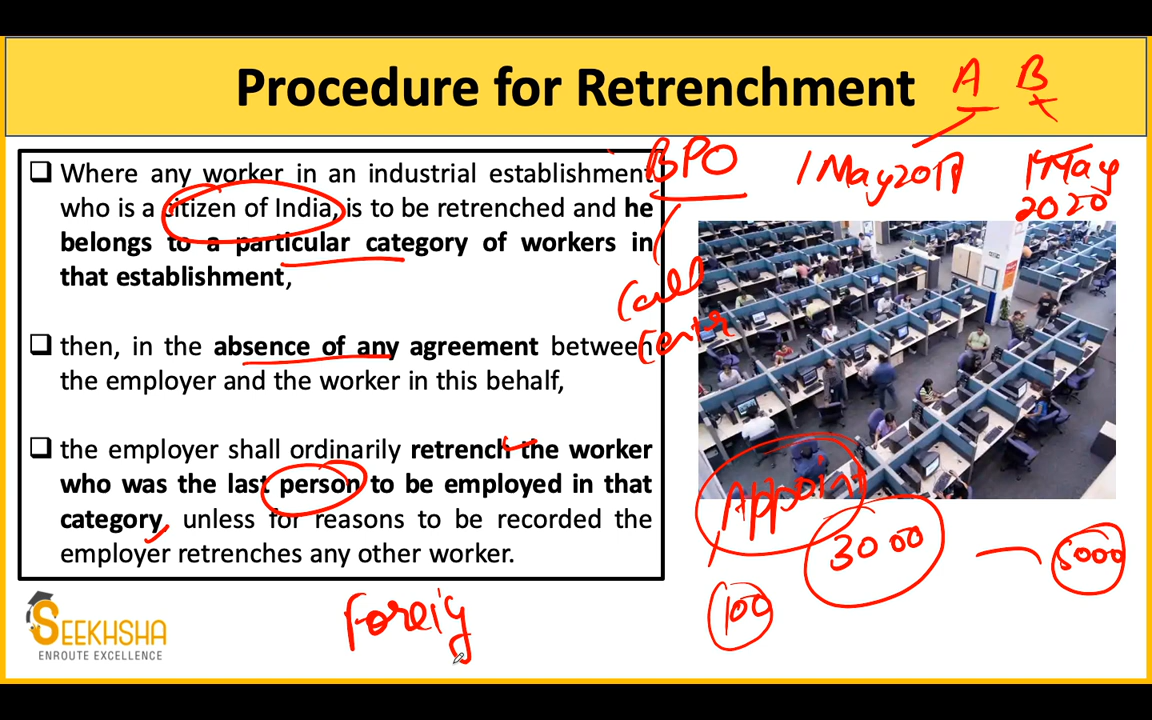 Procedure for Retrenchment
A B
BPO
1 May 2019
1 May
2020
❑ Where any worker in an industrial establishment
who is a citizen of India, is to be retrenched and he
belongs to a particular category of workers in
that establishment,
Call
❑ then, in the absence of any agreement between
the employer and the worker in this behalf,
❑ the employer shall ordinarily retrench the worker
who was the last person to be employed in that
category, unless for reasons to be recorded the
employer retrenches any other worker.
Appoint
3000
5000
100
Foreig
SEEKHSHA
ENROUTE EXCELLENCE